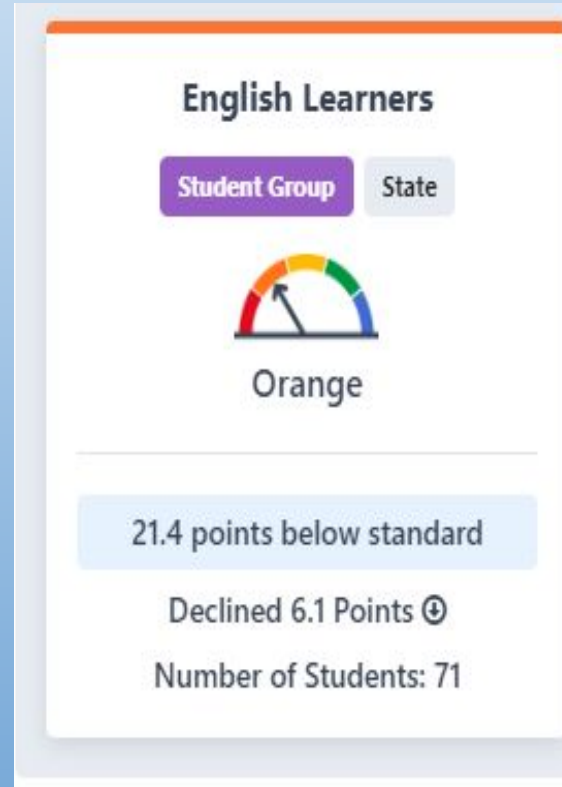 English Learners
Student Group State
Orange
21.4 points below standard
Declined 6.1 Points
Number of Students: 71